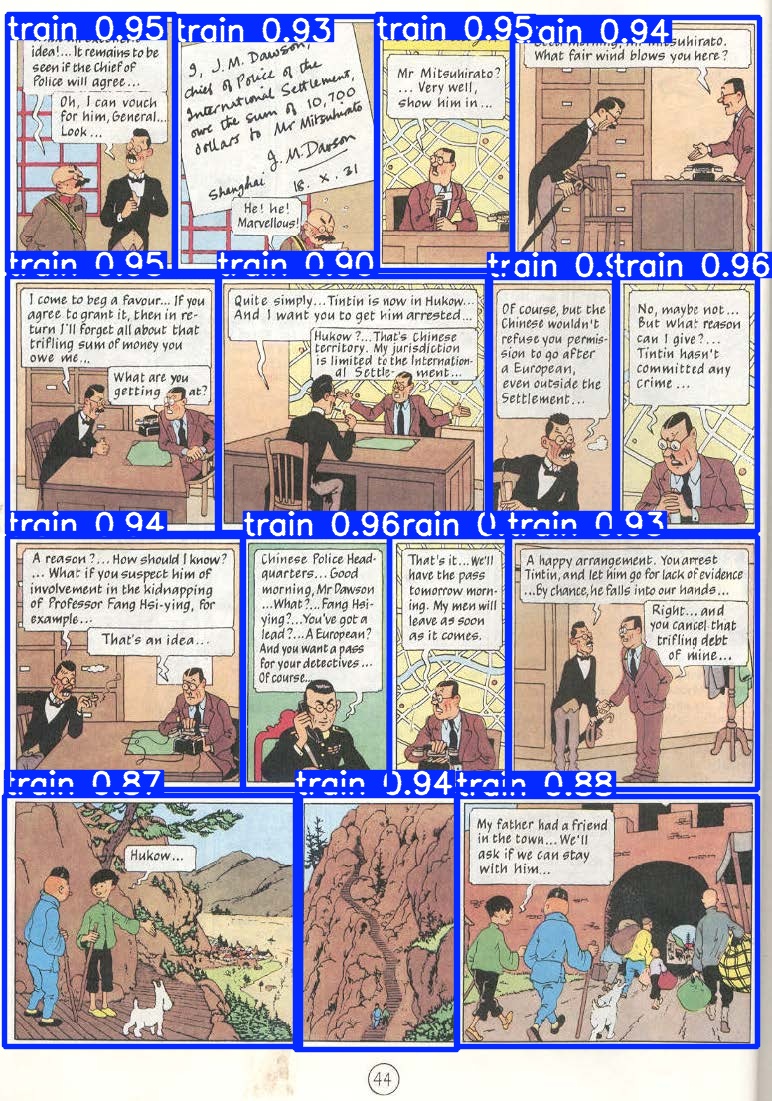 train 0.95
idea!... It remains to be
seen if the Chief of
Police will agree...
Oh, I can vouch
for him, General...
Look...
train 0.93
I, J.M. Dawson,
chief of Police of the
International Settlement,
owe the sum of 10,700
dollars to Mr Mitsuhirato
J.M. Dawson
Shanghai
18. X. 31
He! he!
Marvellous!
train 0.95
Mr Mitsuhirato?
... Very well,
show him in...
ain 0.94
What fair wind blows you here?
train 0.95
I come to beg a favour... If you
agree to grant it, then in re-
turn I'll forget all about that
trifling sum of money you
owe me...
What are you
getting at?
train 0.90
Quite simply... Tintin is now in Hukow...
And I want you to get him arrested...
Hukow?... That's Chinese
territory. My jurisdiction
is limited to the Internation-
al Settle-ment...
train 0.9
Of course, but the
Chinese wouldn't
refuse you permis-
sion to go after
a European,
even outside the
Settlement...
train 0.96
No, maybe not...
But what reason
can I give?...
Tintin hasn't
committed any
crime...
train 0.94
A reason?... How should I know?
... What if you suspect him of
involvement in the kidnapping
of Professor Fang Hsi-ying, for
example...
That's an idea...
train 0.96
Chinese Police Head-
quarters... Good
morning, Mr Dawson
...What?...Fang Hsi-
ying?...You've got a
lead?...A European?
And you want a pass
for your detectives...
Of course...
rain 0.
That's it... We'll
have the pass
tomorrow morn-
ing. My men will
leave as soon
as it comes.
train 0.93
A happy arrangement. You arrest
Tintin, and let him go for lack of evidence
...by chance, he falls into our hands...
Right... and
you cancel that
trifling debt
of mine...
train 0.87
Hukow...
train 0.94
train 0.88
My father had a friend
in the town... We'll
ask if we can stay
with him...
44